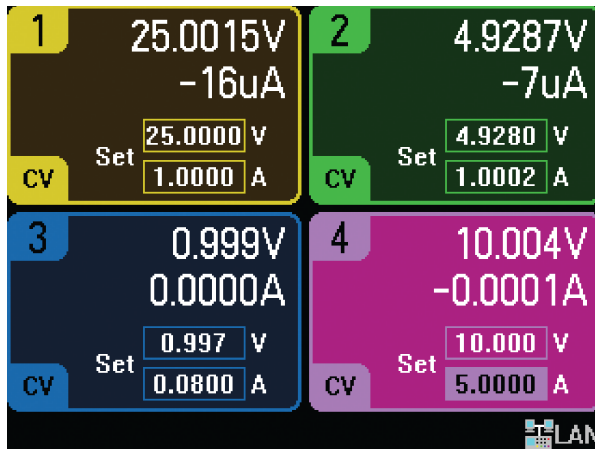 1 25.0015V
-16uA
Set 25.0000 V
1.0000 A
CV
2 4.9287V
-7uA
Set 4.9280 V
1.0002 A
CV
3 0.999V
0.0000A
Set 0.997 V
0.0800 A
CV
4 10.004V
-0.0001A
Set 10.000 V
5.0000 A
CV
LAN